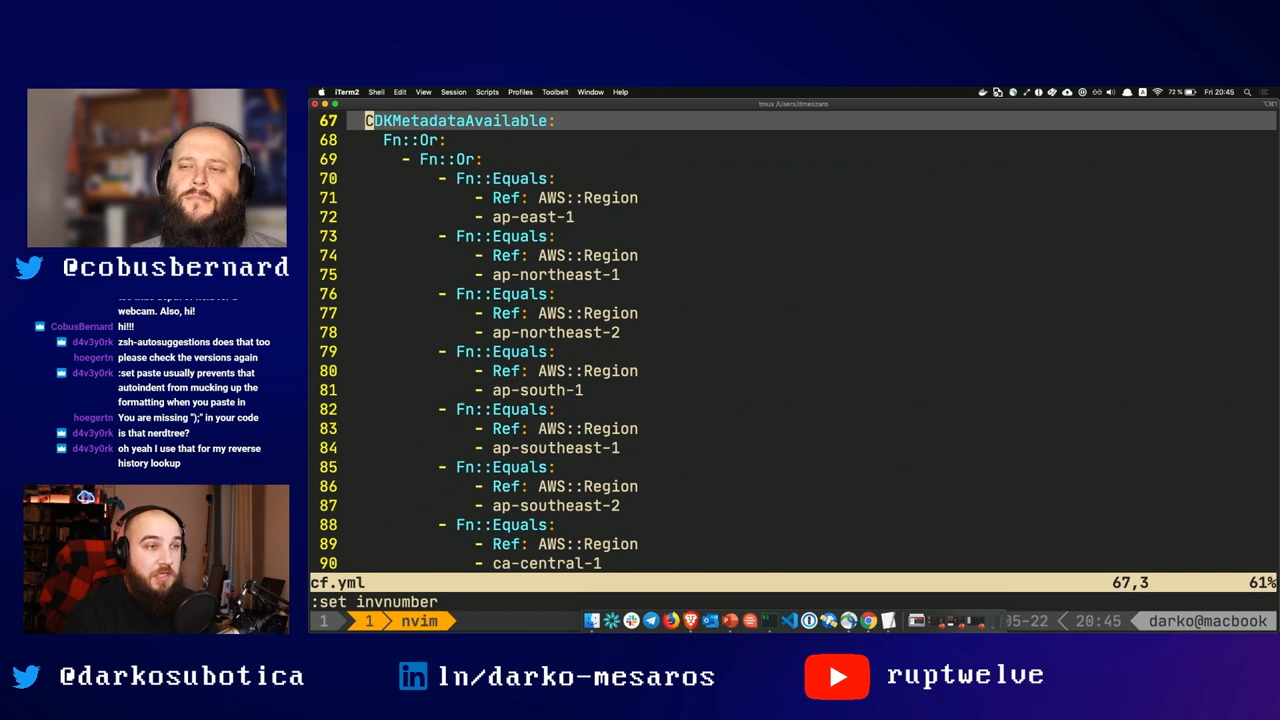 iTerm2 Shell Edit View Session Scripts Profiles Toolbelt Window Help
72 % Fri 20:45
tmux /Users/dmeszaro
67 CDKMetadataAvailable:
68 Fn::Or:
69 - Fn::Or:
70 - Fn::Equals:
71 - Ref: AWS::Region
72 - ap-east-1
73 - Fn::Equals:
74 - Ref: AWS::Region
75 - ap-northeast-1
76 - Fn::Equals:
77 - Ref: AWS::Region
78 - ap-northeast-2
79 - Fn::Equals:
80 - Ref: AWS::Region
81 - ap-south-1
82 - Fn::Equals:
83 - Ref: AWS::Region
84 - ap-southeast-1
85 - Fn::Equals:
86 - Ref: AWS::Region
87 - ap-southeast-2
88 - Fn::Equals:
89 - Ref: AWS::Region
90 - ca-central-1
cf.yml 67,3 61%
:set invnumber
1 1 nvim 05-22 20:45 darko@macbook
@cobusbernard
webcam. Also, hi!
CobusBernard hi!!!
d4v3y0rk zsh-autosuggestions does that too
hoegertn please check the versions again
d4v3y0rk :set paste usually prevents that
autoindent from mucking up the
formatting when you paste in
hoegertn You are missing ");" in your code
d4v3y0rk is that nerdtree?
d4v3y0rk oh yeah I use that for my reverse
history lookup
@darkosubotica
in ln/darko-mesaros
ruptwelve